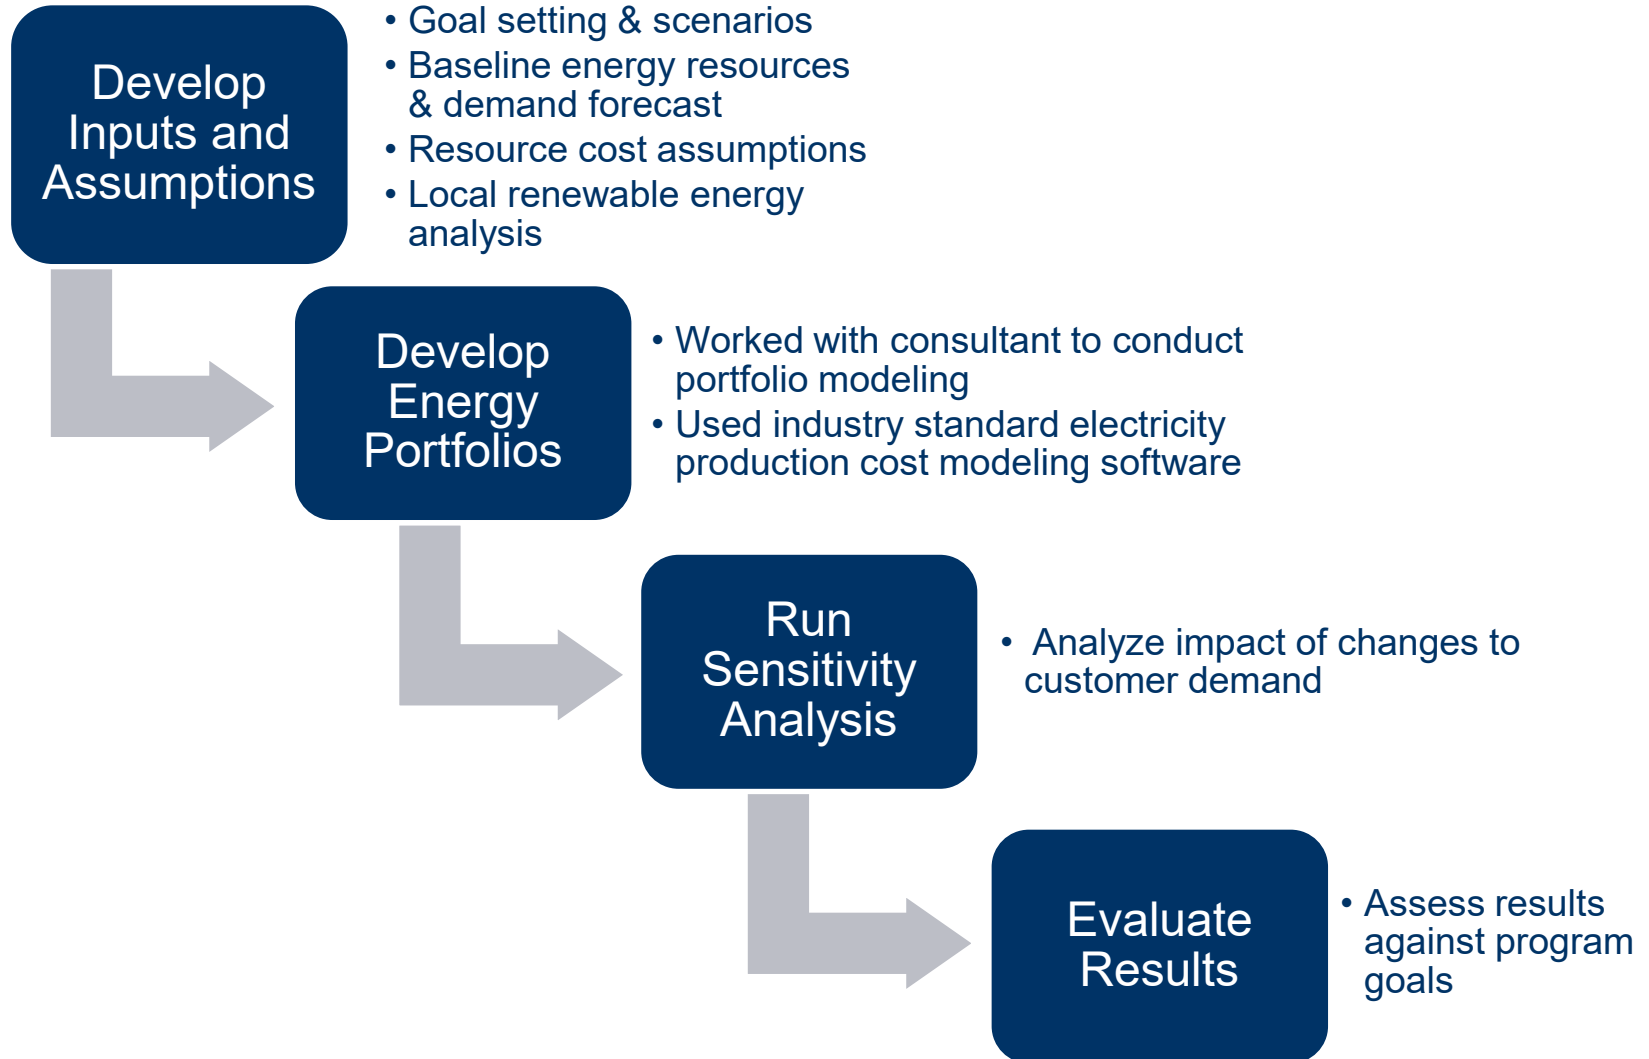 Develop
Inputs and
Assumptions
• Goal setting & scenarios
• Baseline energy resources
& demand forecast
• Resource cost assumptions
• Local renewable energy
analysis
Develop
Energy
Portfolios
• Worked with consultant to conduct
portfolio modeling
• Used industry standard electricity
production cost modeling software
Run
Sensitivity
Analysis
• Analyze impact of changes to
customer demand
Evaluate
Results
• Assess results
against program
goals